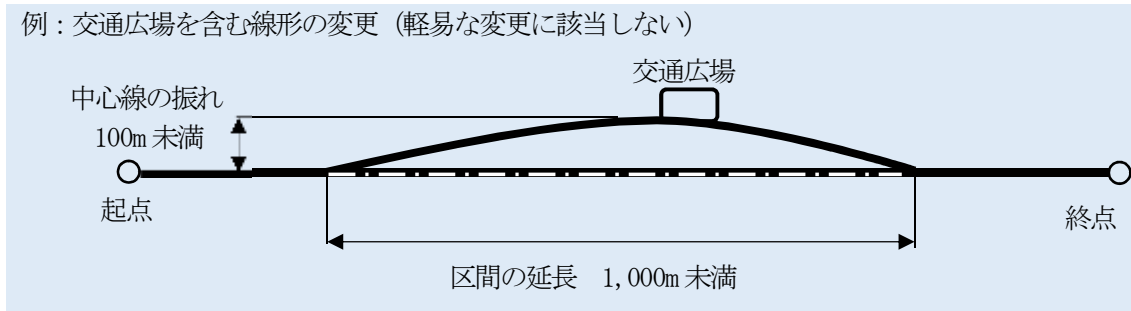 例：交通広場を含む線形の変更（軽易な変更に該当しない）
交通広場
中心線の振れ
100m 未満
起点
終点
区間の延長　1,000m 未満